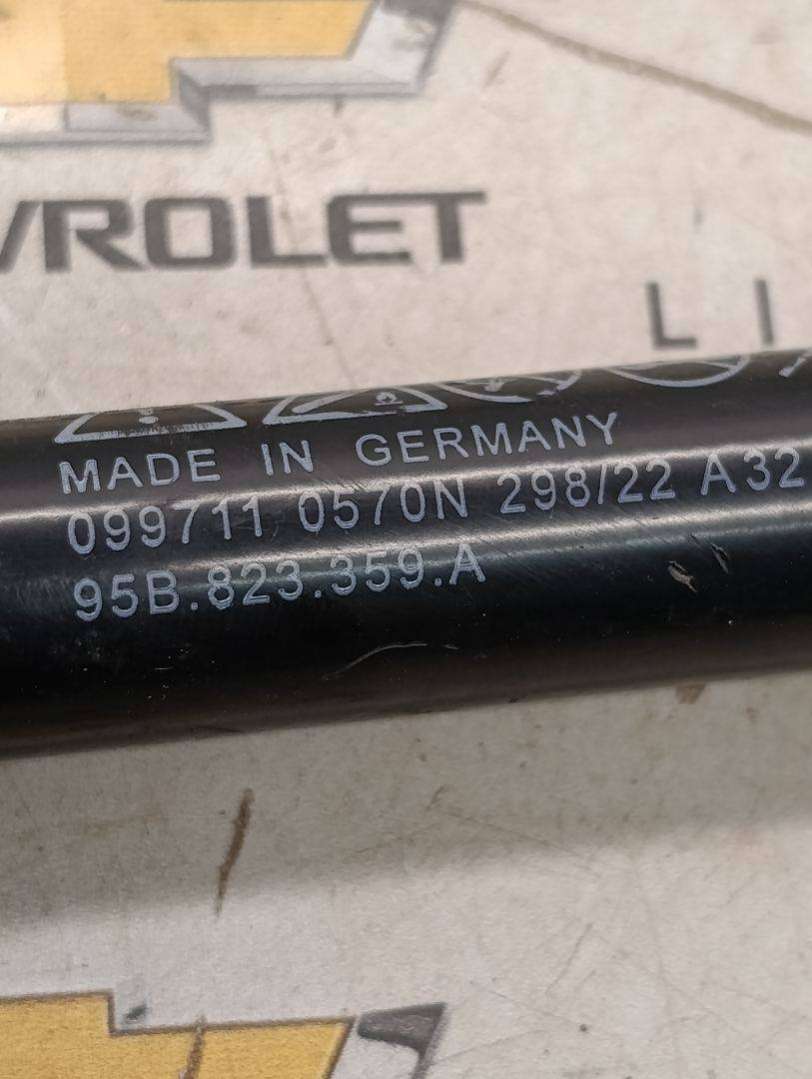 VROLET
L I
MADE IN GERMANY
099711 0570N 298/22 A32
95B.823.359.A